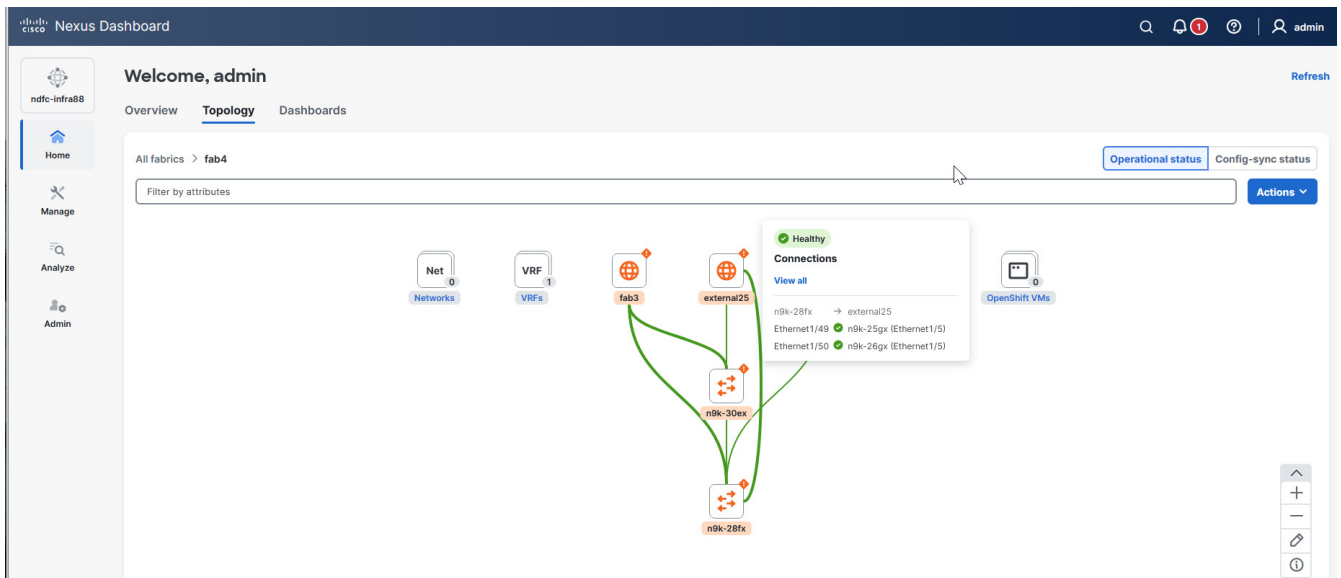 cisco Nexus Dashboard
1
admin
ndfc-infra88
Home
Manage
Analyze
Admin
Welcome, admin
Refresh
Overview Topology Dashboards
All fabrics > fab4
Operational status Config-sync status
Filter by attributes
Actions
Net 0
Networks
VRF 1
VRFs
fab3
external25
Healthy
Connections
View all
n9k-28fx → external25
Ethernet1/49 n9k-25gx (Ethernet1/5)
Ethernet1/50 n9k-26gx (Ethernet1/5)
0
OpenShift VMs
n9k-30ex
n9k-28fx